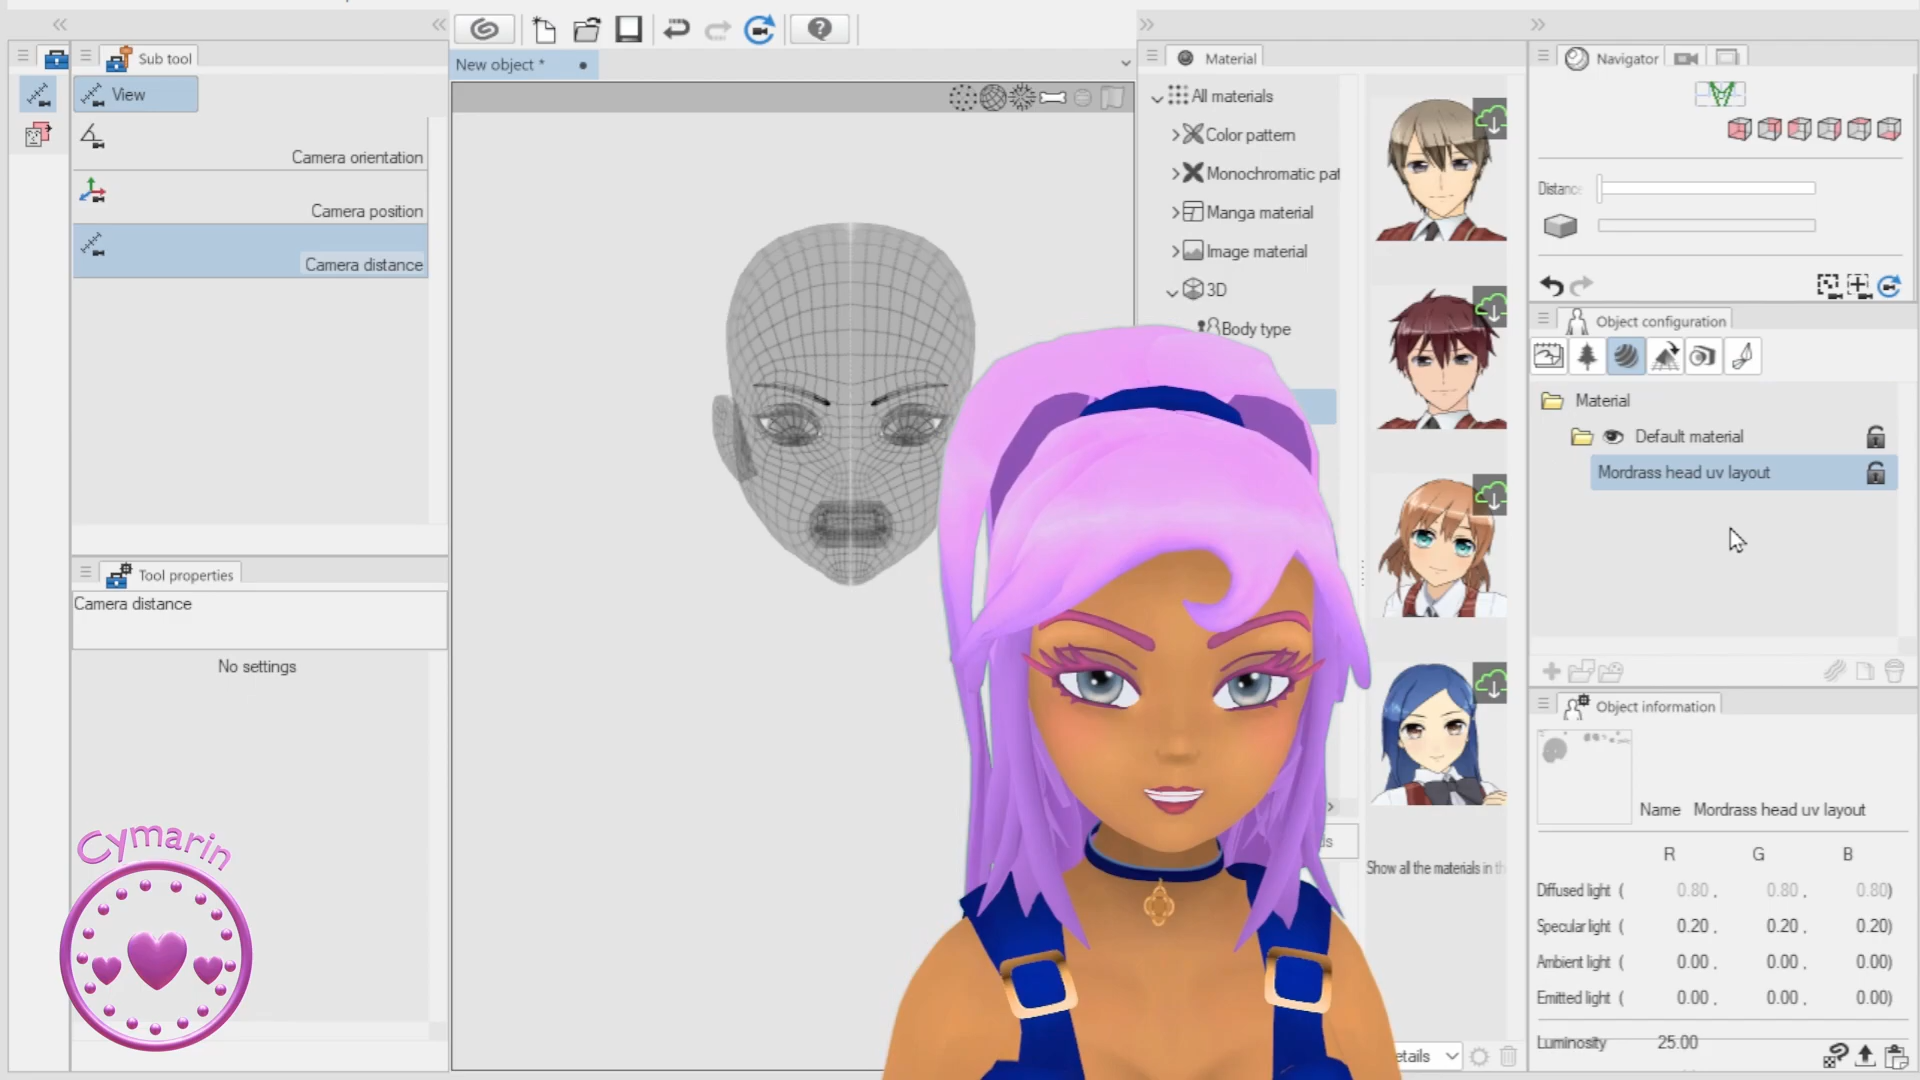 Sub tool
View
Camera orientation
Camera position
Camera distance
Tool properties
Camera distance
No settings
Cymarin
New object *
Material
All materials
Color pattern
Monochromatic pat
Manga material
Image material
3D
Body type
Show all the materials in th
etails
Navigator
Distance
Object configuration
Material
Default material
Mordrass head uv layout
Object information
Name Mordrass head uv layout
R G B
Diffused light ( 0.80 , 0.80 , 0.80)
Specular light ( 0.20 , 0.20 , 0.20)
Ambient light ( 0.00 , 0.00 , 0.00)
Emitted light ( 0.00 , 0.00 , 0.00)
Luminosity 25.00